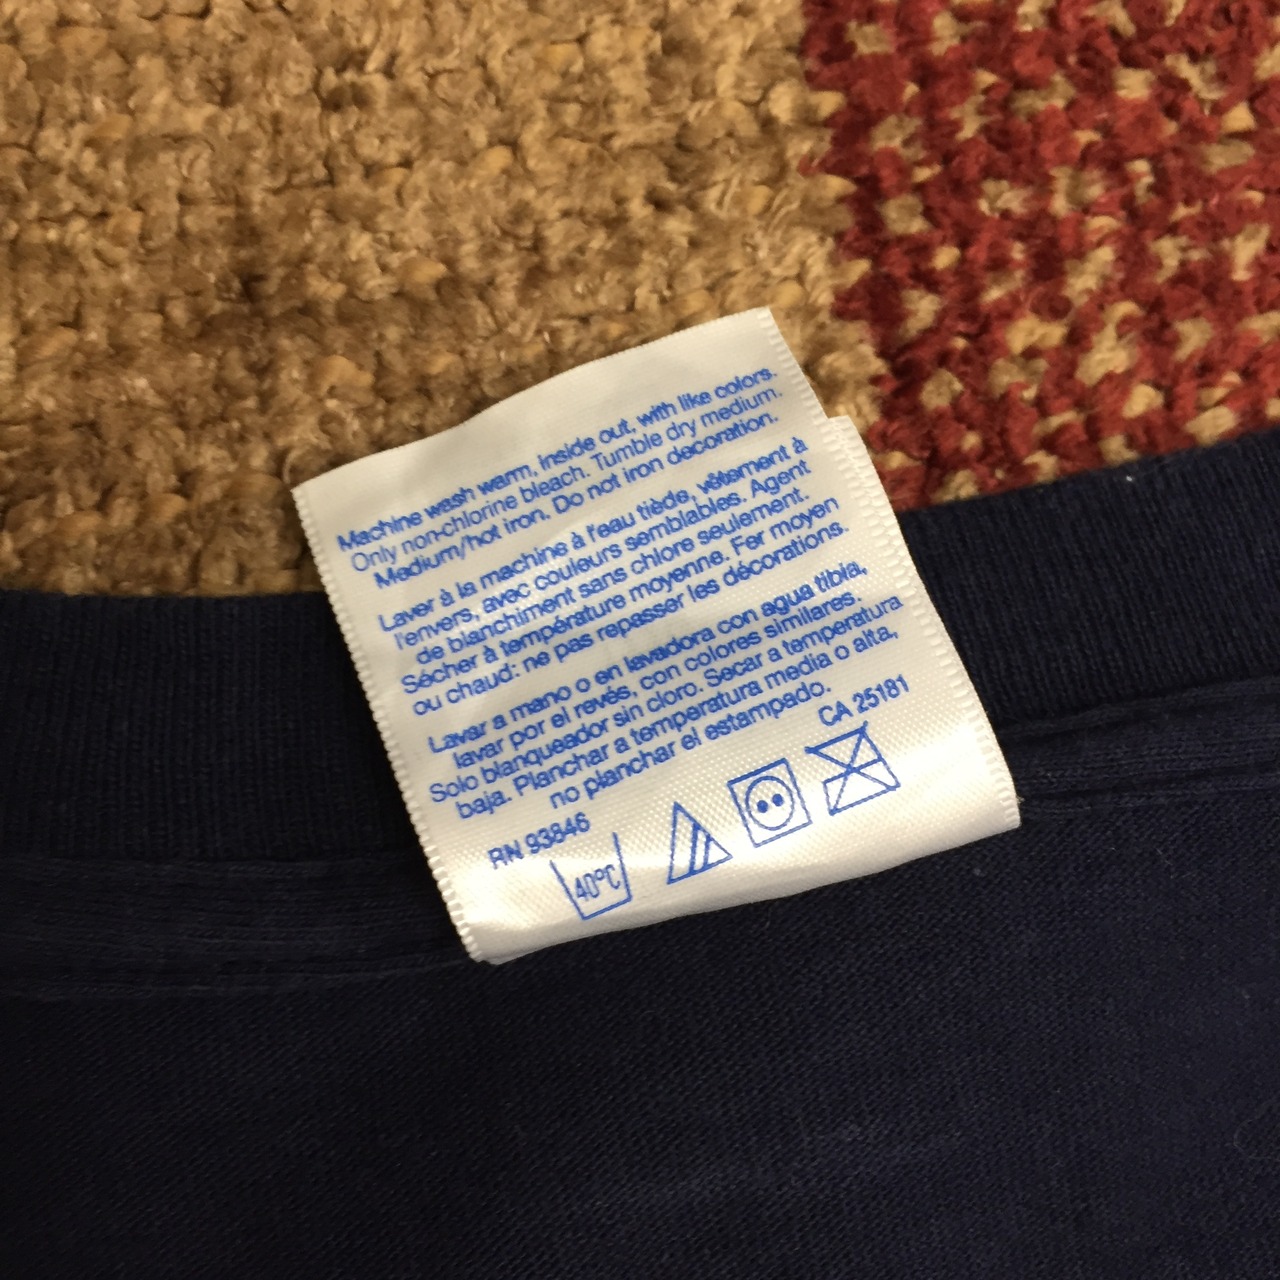 Machine wash warm, inside out, with like colors.
Only non-chlorine bleach. Tumble dry medium.
Medium/hot iron. Do not iron decoration.
Laver à la machine à l'eau tiède, vêtement à
l'envers, avec couleurs semblables. Agent
de blanchiment sans chlore seulement.
Sécher à température moyenne. Fer moyen
ou chaud: ne pas repasser les décorations.
Lavar a mano o en lavadora con agua tibia,
lavar por el revés, con colores similares.
Solo blanqueador sin cloro. Secar a temperatura
baja. Planchar a temperatura media o alta,
no planchar el estampado.
RN 93846
CA 25181
40°C